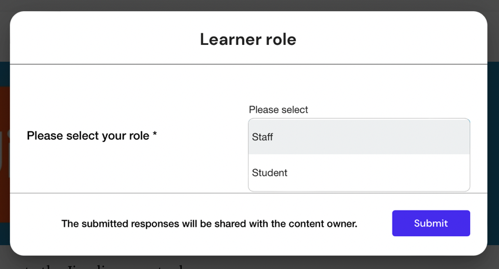 Learner role
Please select
Please select your role *
Staff
Student
The submitted responses will be shared with the content owner.
Submit